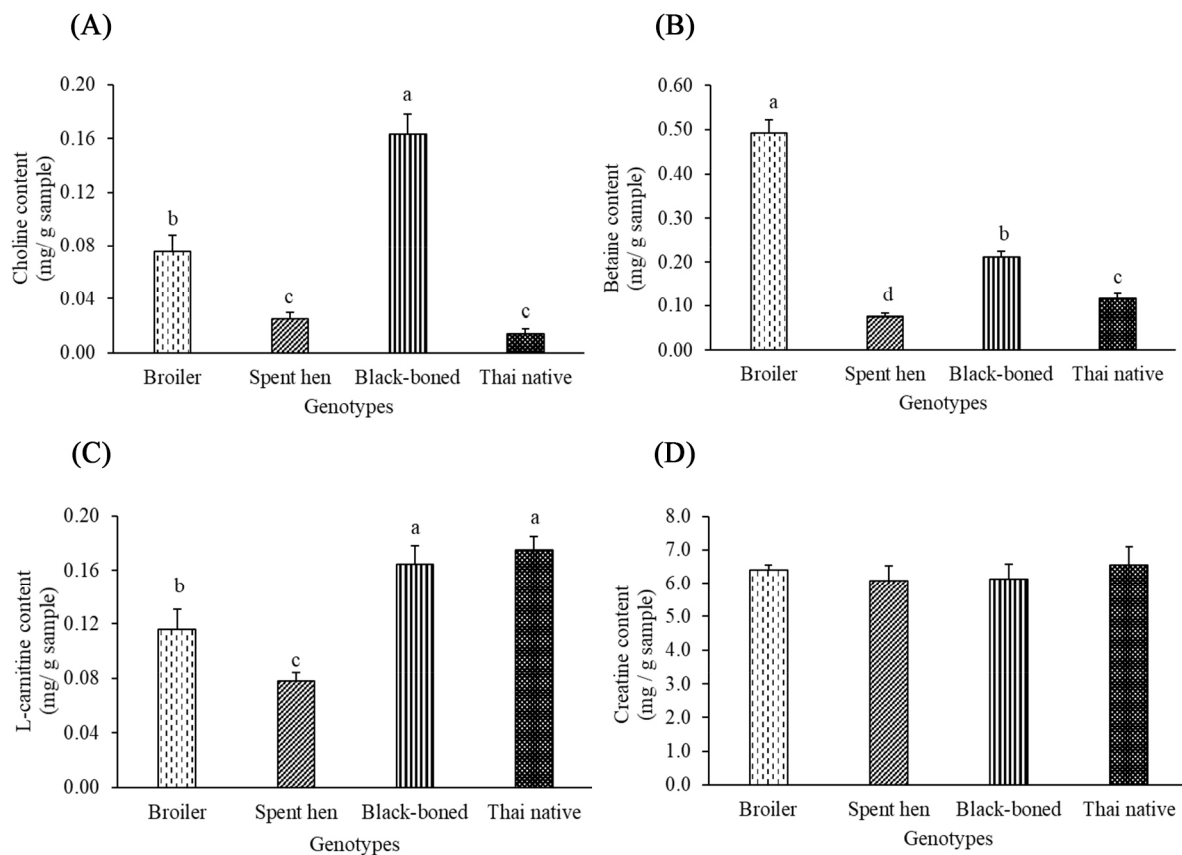 (A)
Choline content
(mg/ g sample)
0.20
0.16
0.12
0.08
0.04
0.00
b
c
a
c
Broiler
Spent hen
Black-boned
Thai native
Genotypes
(B)
Betaine content
(mg/ g sample)
0.60
0.50
0.40
0.30
0.20
0.10
0.00
a
d
b
c
Broiler
Spent hen
Black-boned
Thai native
Genotypes
(C)
L-carnitine content
(mg/ g sample)
0.20
0.16
0.12
0.08
0.04
0.00
b
c
a
a
Broiler
Spent hen
Black-boned
Thai native
Genotypes
(D)
Creatine content
(mg / g sample)
8.0
7.0
6.0
5.0
4.0
3.0
2.0
1.0
0.0
Broiler
Spent hen
Black-boned
Thai native
Genotypes